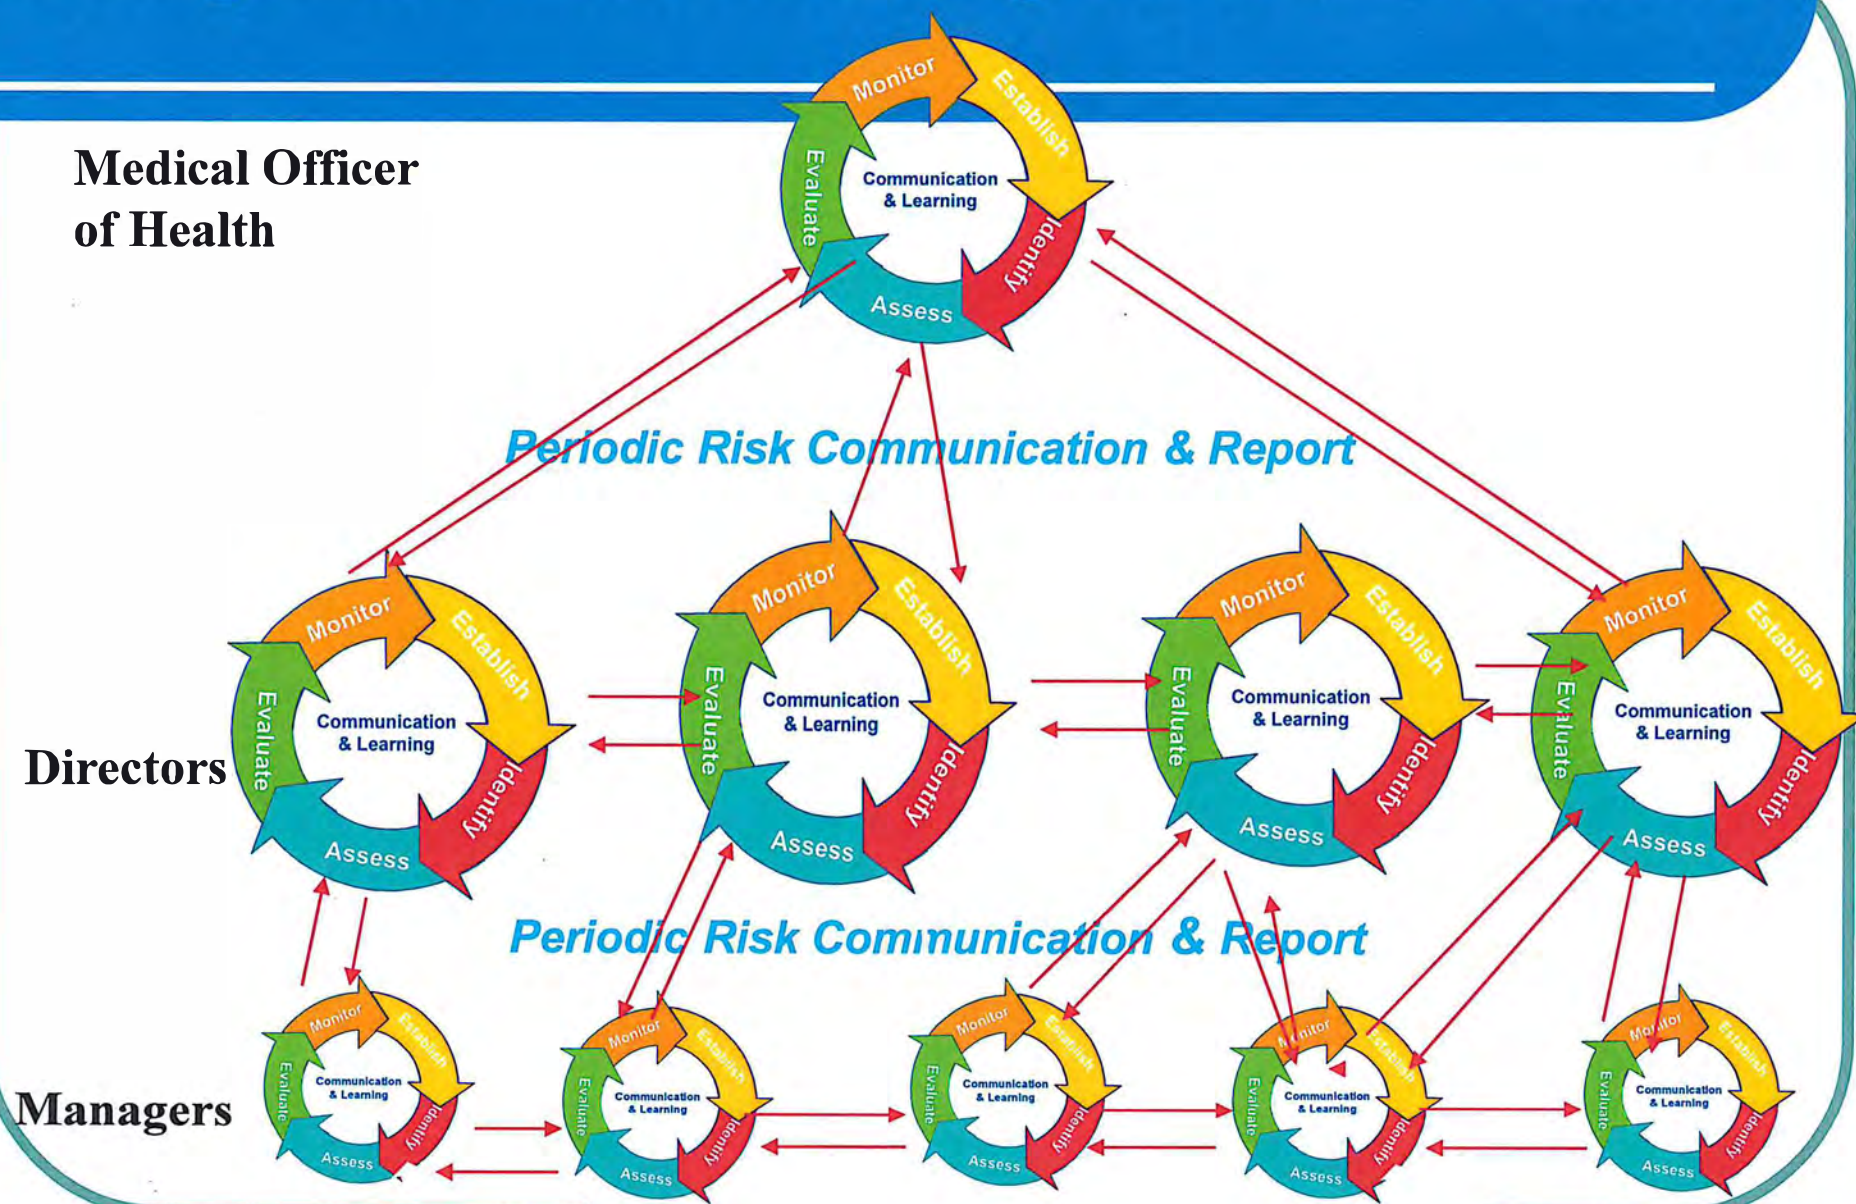 Monitor
Establish
Identify
Assess
Evaluate
Communication
& Learning
Medical Officer
of Health
Periodic Risk Communication & Report
Monitor
Establish
Identify
Assess
Evaluate
Communication
& Learning
Monitor
Establish
Identify
Assess
Evaluate
Communication
& Learning
Monitor
Establish
Identify
Assess
Evaluate
Communication
& Learning
Monitor
Establish
Identify
Assess
Evaluate
Communication
& Learning
Directors
Periodic Risk Communication & Report
Monitor
Establish
Identify
Assess
Evaluate
Communication
& Learning
Monitor
Establish
Identify
Assess
Evaluate
Communication
& Learning
Monitor
Establish
Identify
Assess
Evaluate
Communication
& Learning
Monitor
Establish
Identify
Assess
Evaluate
Communication
& Learning
Monitor
Establish
Identify
Assess
Evaluate
Communication
& Learning
Managers